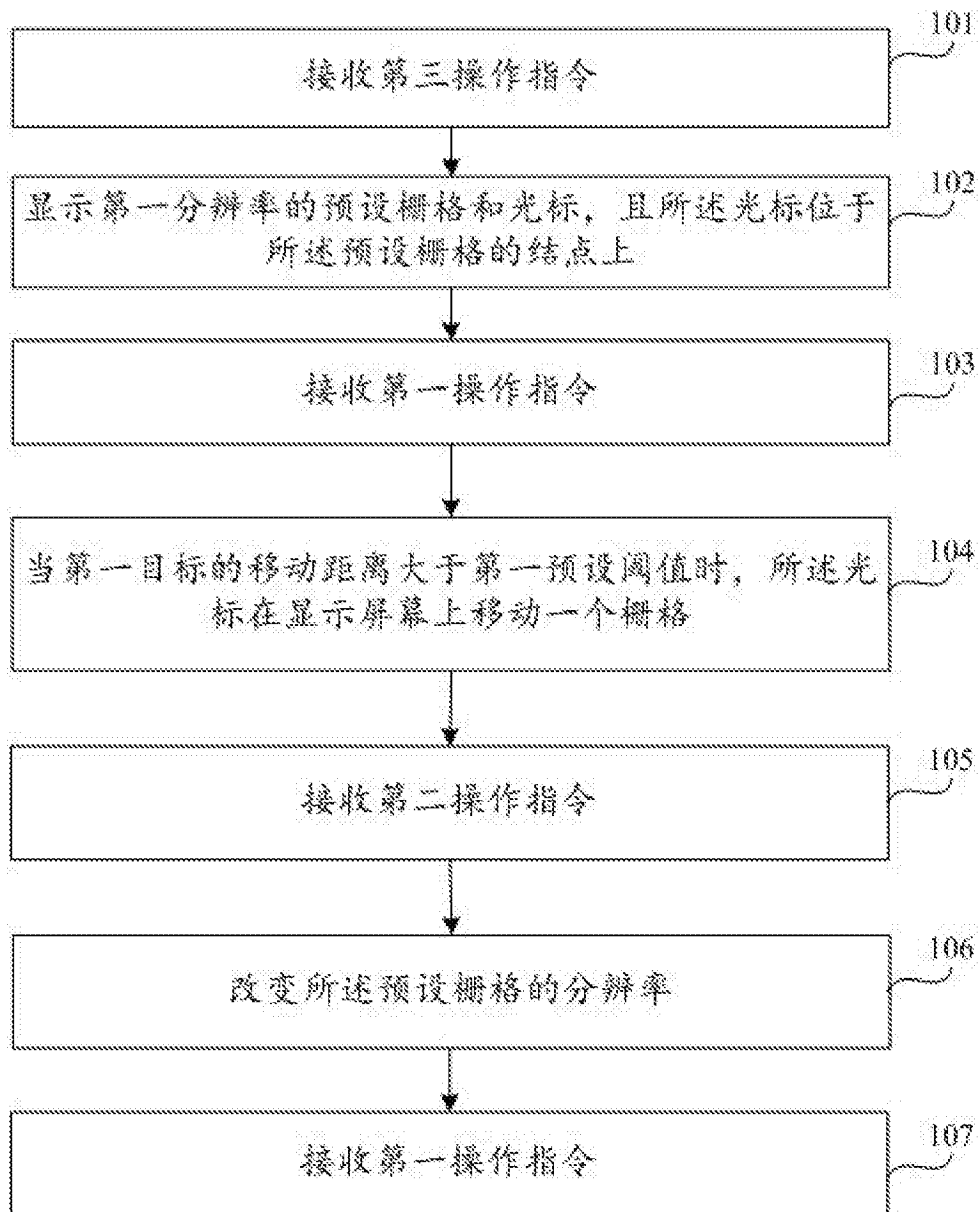 101
接收第三操作指令
102
显示第一分辨率的预设栅格和光标，且所述光标位于
所述预设栅格的结点上
103
接收第一操作指令
104
当第一目标的移动距离大于第一预设阈值时，所述光
标在显示屏幕上移动一个栅格
105
接收第二操作指令
106
改变所述预设栅格的分辨率
107
接收第一操作指令